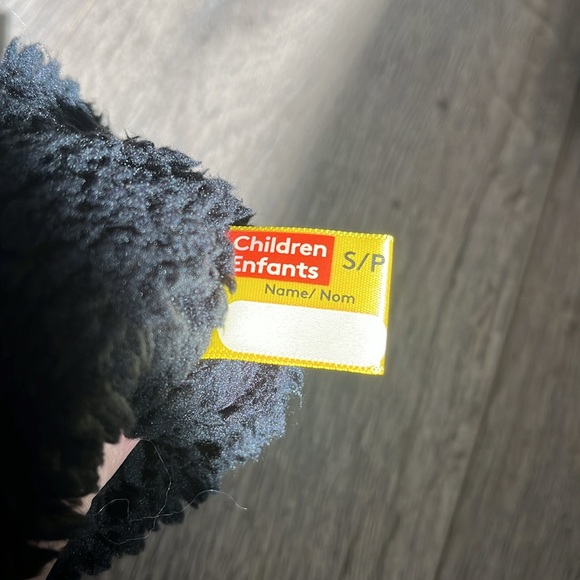 Children S/P
Enfants
Name/ Nom